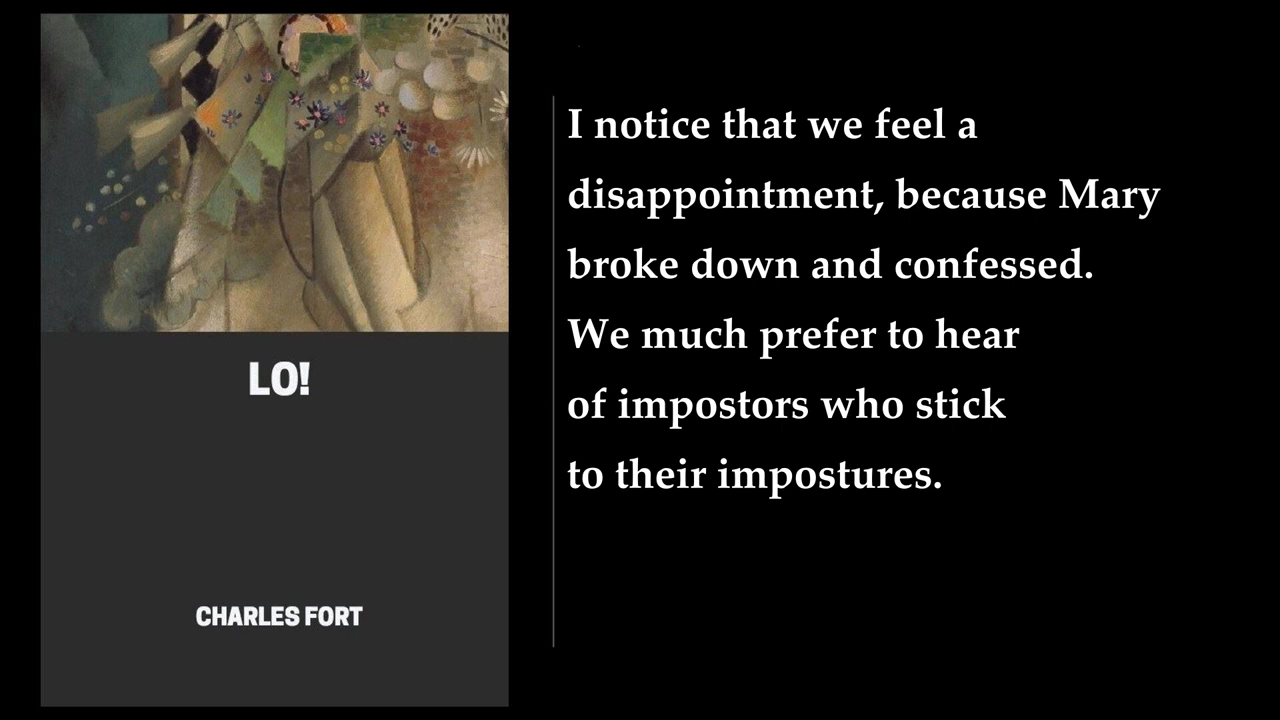 LO!
CHARLES FORT
I notice that we feel a
disappointment, because Mary
broke down and confessed.
We much prefer to hear
of impostors who stick
to their impostures.